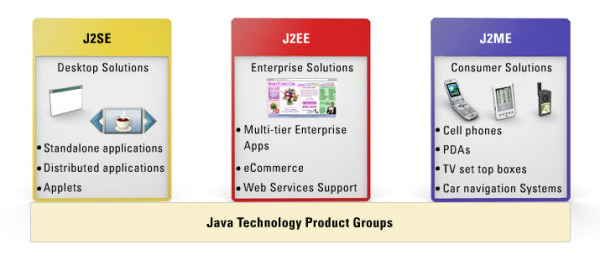 J2SE
Desktop Solutions
• Standalone applications
• Distributed applications
• Applets
J2EE
Enterprise Solutions
• Multi-tier Enterprise
Apps
• eCommerce
• Web Services Support
J2ME
Consumer Solutions
• Cell phones
• PDAs
• TV set top boxes
• Car navigation Systems
Java Technology Product Groups